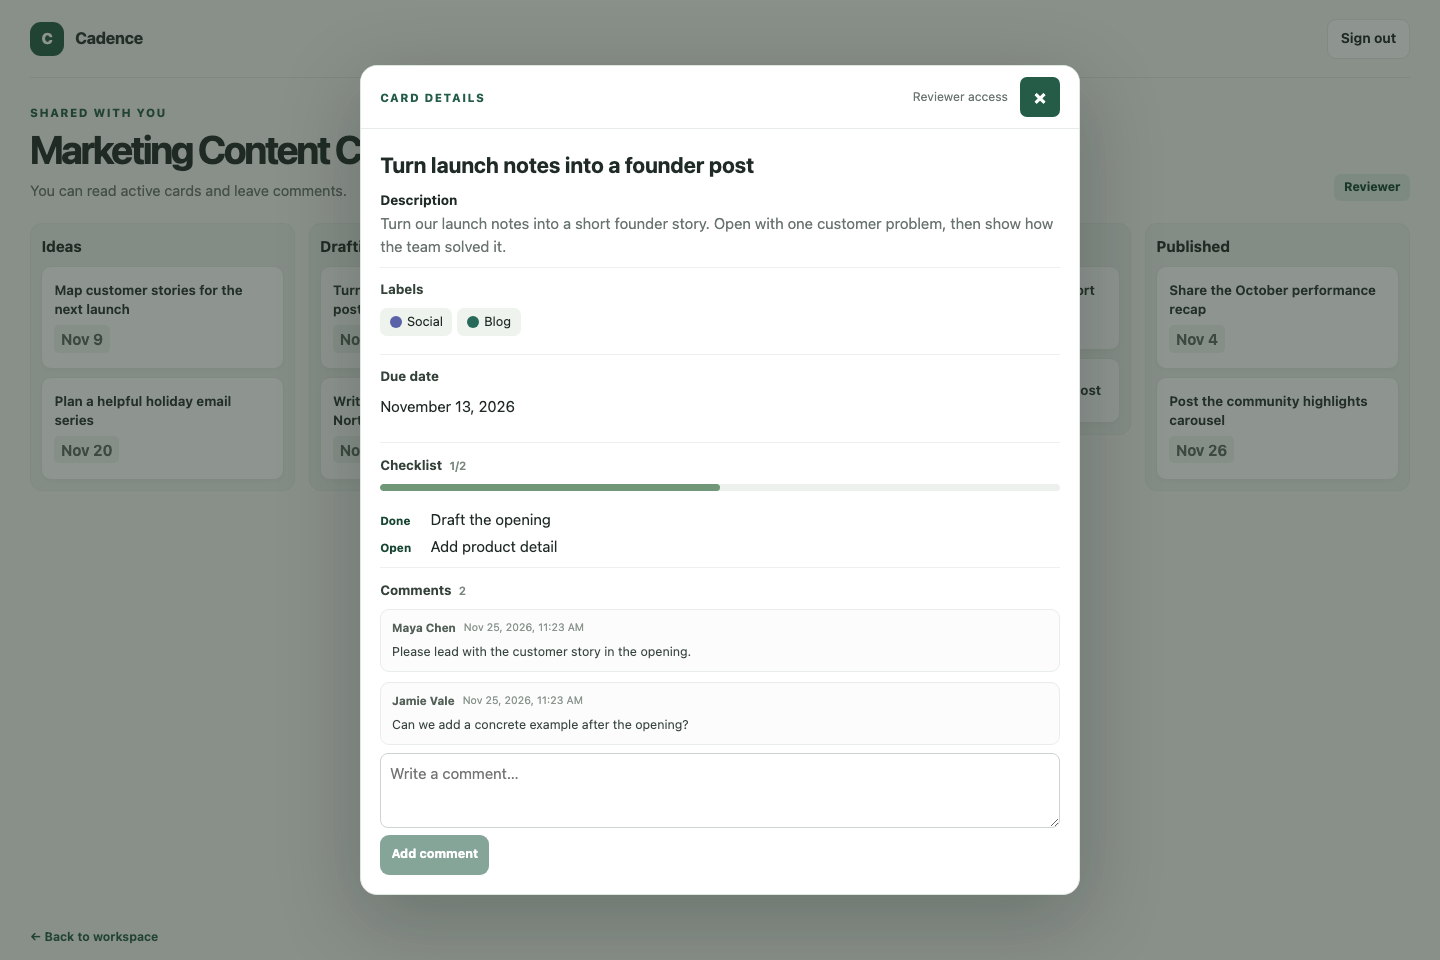 C
Cadence
Sign out
SHARED WITH YOU
Marketing Content C
You can read active cards and leave comments.
Reviewer
Ideas
Map customer stories for the
next launch
Nov 9
Plan a helpful holiday email
series
Nov 20
CARD DETAILS
Reviewer access
×
Turn launch notes into a founder post
Description
Turn our launch notes into a short founder story. Open with one customer problem, then show how
the team solved it.
Labels
Social
Blog
Due date
November 13, 2026
Checklist 1/2
Done Draft the opening
Open Add product detail
Comments 2
Maya Chen Nov 25, 2026, 11:23 AM
Please lead with the customer story in the opening.
Jamie Vale Nov 25, 2026, 11:23 AM
Can we add a concrete example after the opening?
Write a comment...
Add comment
Published
Share the October performance
recap
Nov 4
Post the community highlights
carousel
Nov 26
← Back to workspace